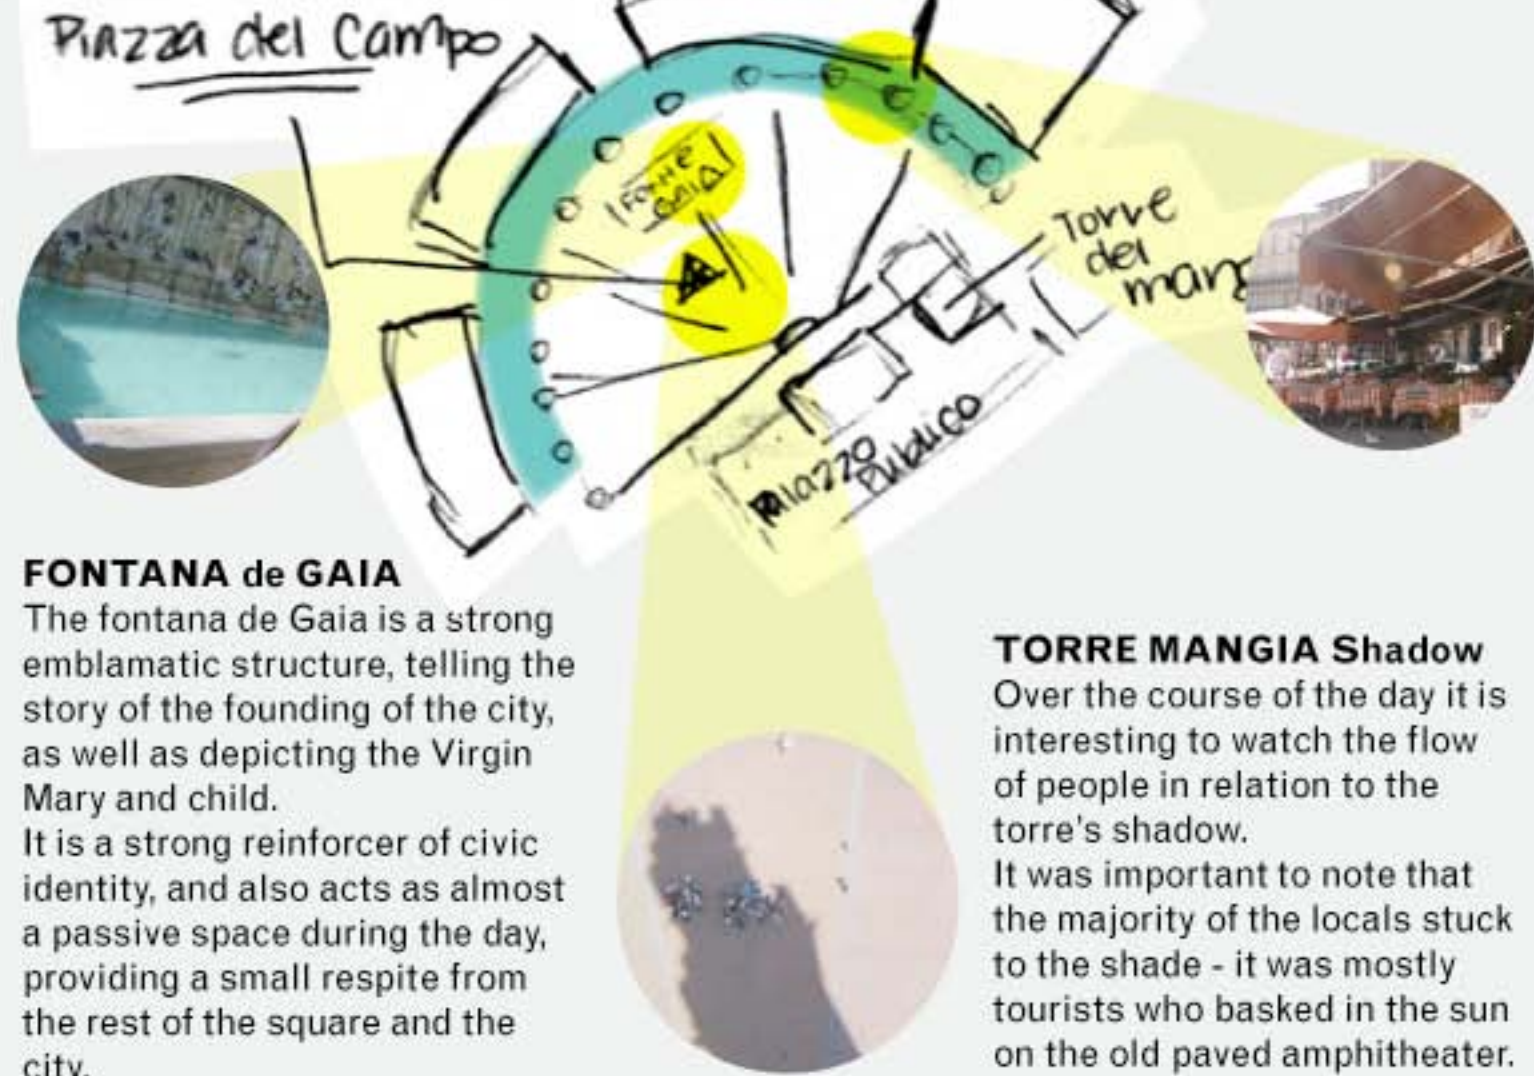 Piazza del Campo
FONTE
GAIA
Torre
del
mang
Palazzo
Publico
FONTANA de GAIA
The fontana de Gaia is a strong
emblamatic structure, telling the
story of the founding of the city,
as well as depicting the Virgin
Mary and child.
It is a strong reinforcer of civic
identity, and also acts as almost
a passive space during the day,
providing a small respite from
the rest of the square and the
city.
TORRE MANGIA Shadow
Over the course of the day it is
interesting to watch the flow
of people in relation to the
torre's shadow.
It was important to note that
the majority of the locals stuck
to the shade - it was mostly
tourists who basked in the sun
on the old paved amphitheater.